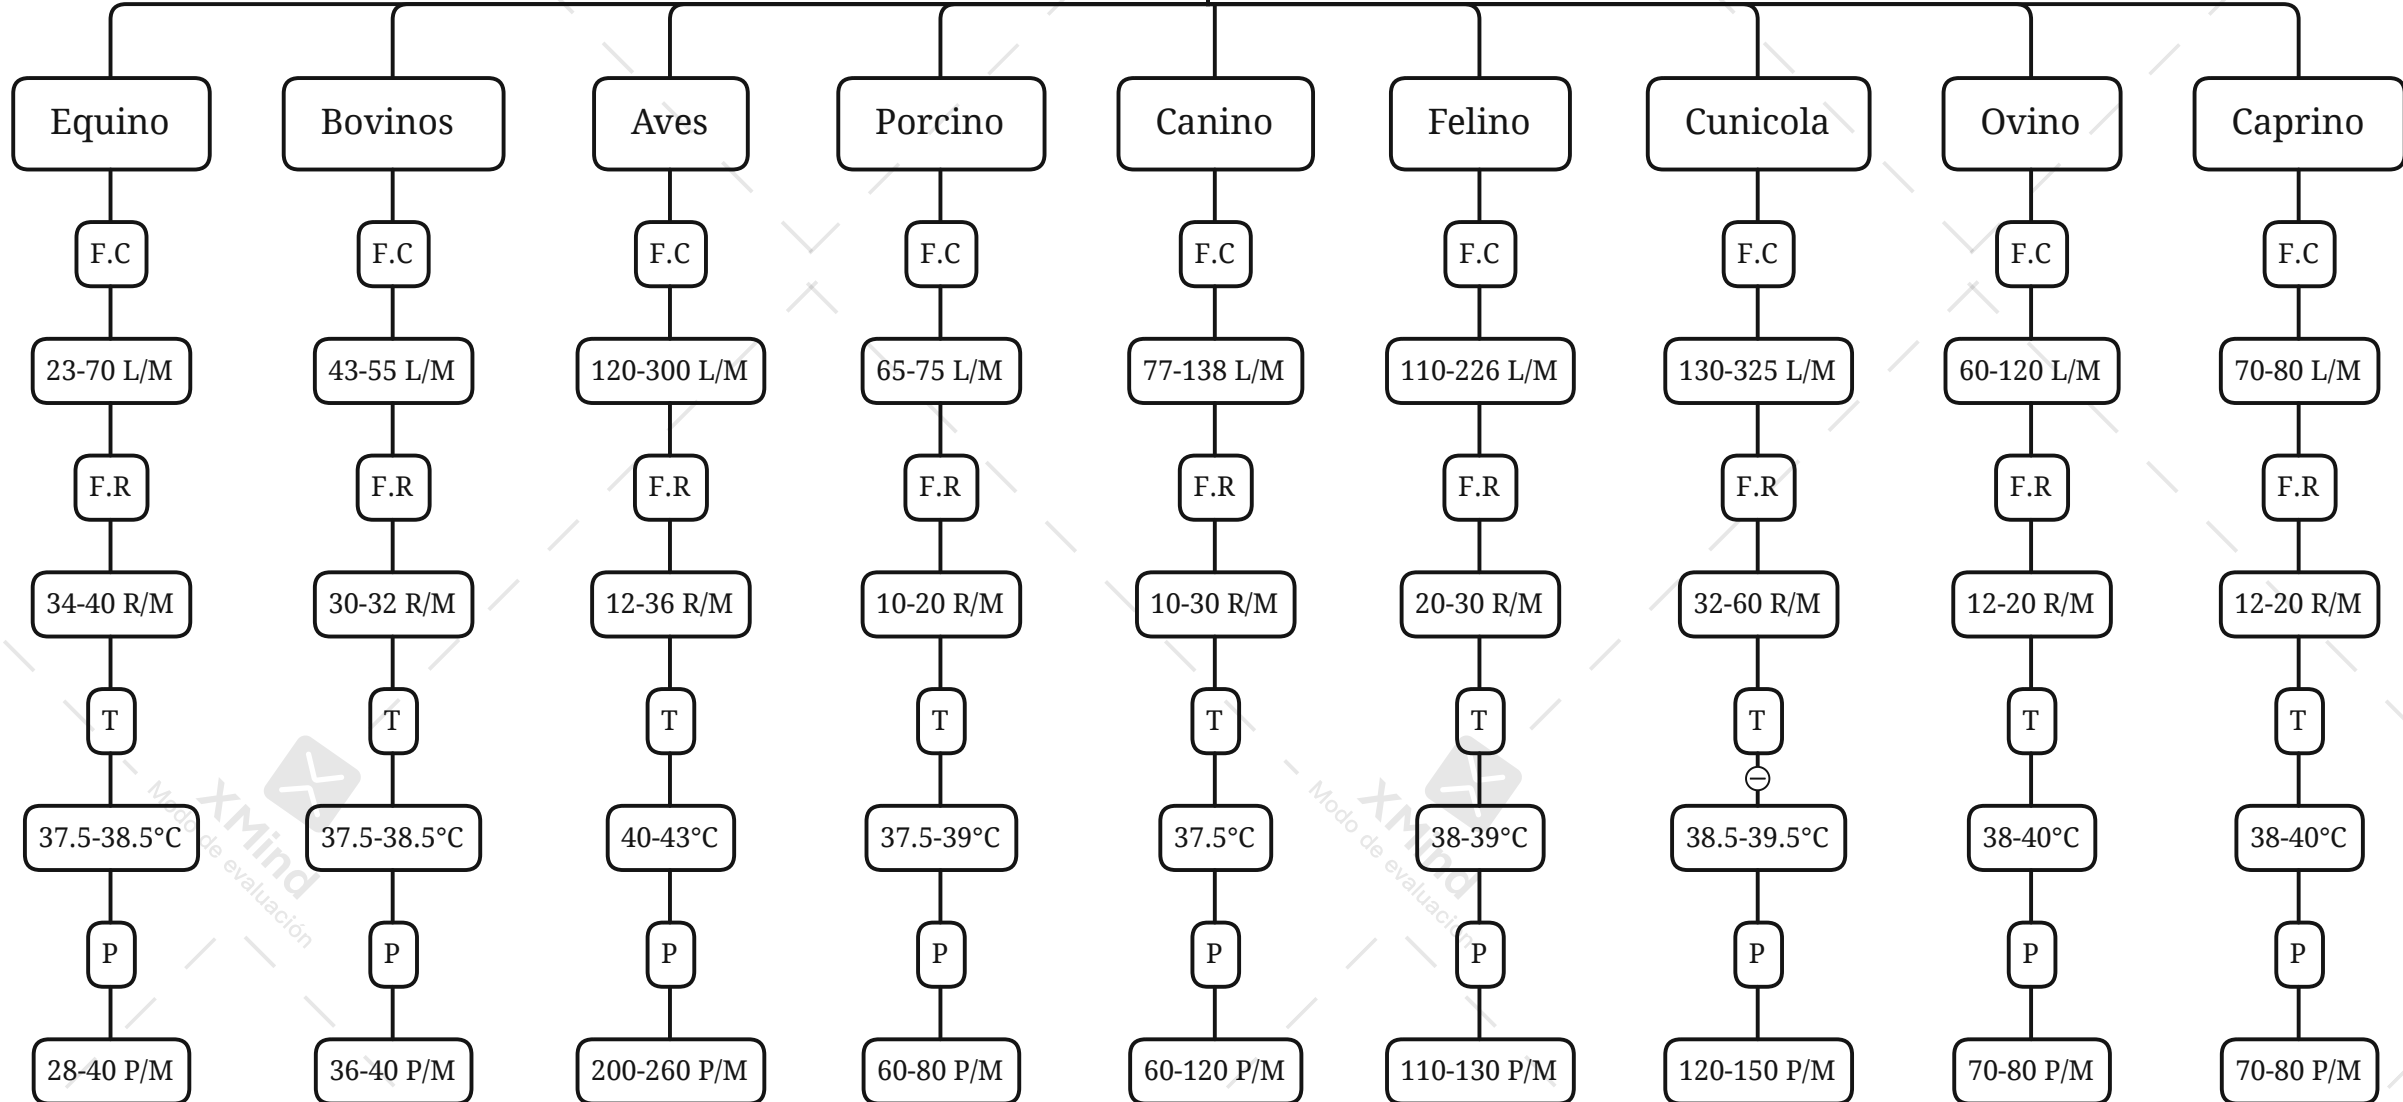 Equino
Bovinos
Aves
Porcino
Canino
Felino
Cunicola
Ovino
Caprino
F.C
F.C
F.C
F.C
F.C
F.C
F.C
F.C
F.C
23-70 L/M
43-55 L/M
120-300 L/M
65-75 L/M
77-138 L/M
110-226 L/M
130-325 L/M
60-120 L/M
70-80 L/M
F.R
F.R
F.R
F.R
F.R
F.R
F.R
F.R
F.R
34-40 R/M
30-32 R/M
12-36 R/M
10-20 R/M
10-30 R/M
20-30 R/M
32-60 R/M
12-20 R/M
12-20 R/M
T
T
T
T
T
T
T
T
T
37.5-38.5°C
37.5-38.5°C
40-43°C
37.5-39°C
37.5°C
38-39°C
38.5-39.5°C
38-40°C
38-40°C
P
P
P
P
P
P
P
P
P
28-40 P/M
36-40 P/M
200-260 P/M
60-80 P/M
60-120 P/M
110-130 P/M
120-150 P/M
70-80 P/M
70-80 P/M
XMind
Modo de evaluación
XMind
Modo de evaluación